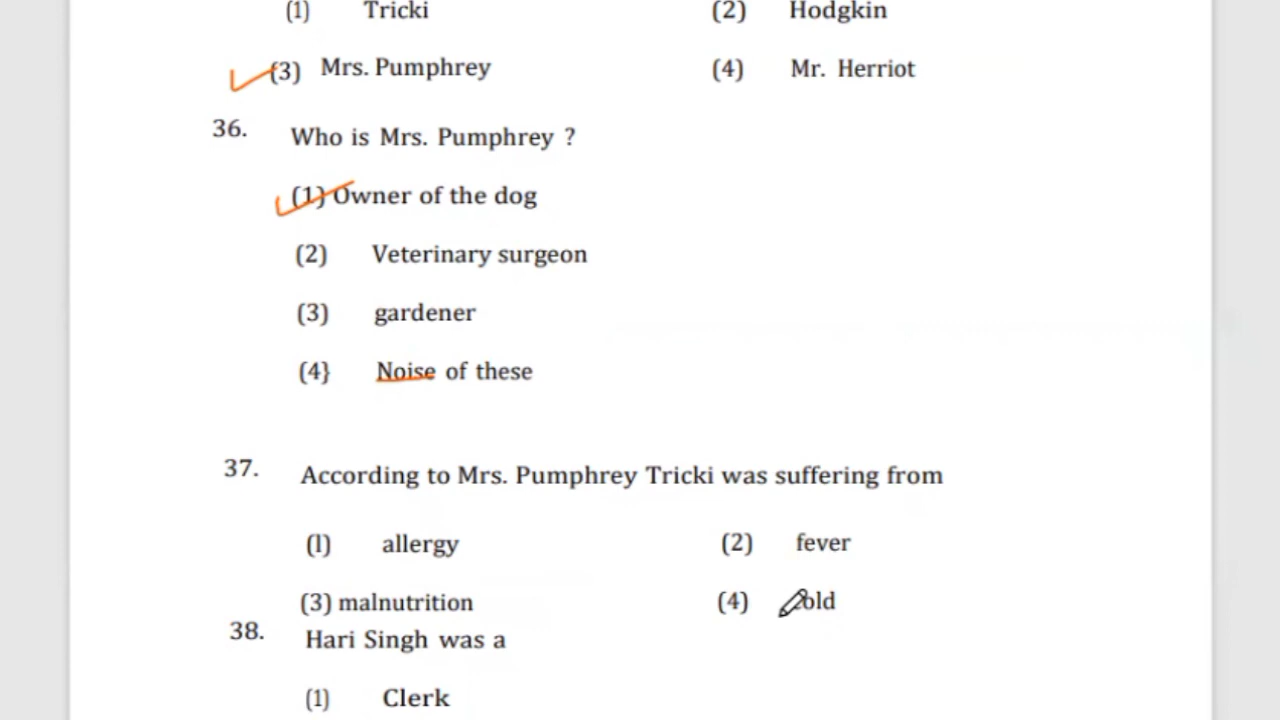 (1) Tricki (2) Hodgkin
(3) Mrs. Pumphrey (4) Mr. Herriot
36. Who is Mrs. Pumphrey ?
(1) Owner of the dog
(2) Veterinary surgeon
(3) gardener
(4} Noise of these
37. According to Mrs. Pumphrey Tricki was suffering from
(l) allergy (2) fever
(3) malnutrition (4) cold
38. Hari Singh was a
(1) Clerk